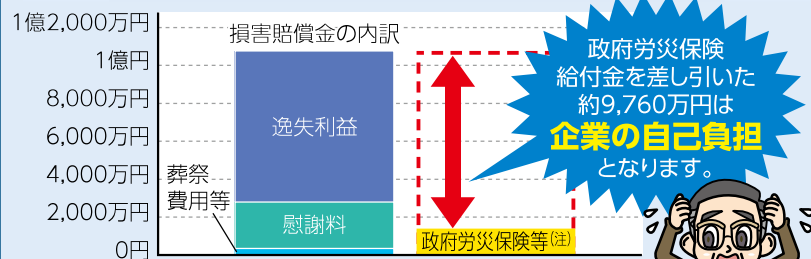 1億2,000万円
1億円
8,000万円
6,000万円
4,000万円
2,000万円
0円
損害賠償金の内訳
逸失利益
慰謝料
葬祭
費用等
政府労災保険等(注)
政府労災保険
給付金を差し引いた
約9,760万円は
企業の自己負担
となります。